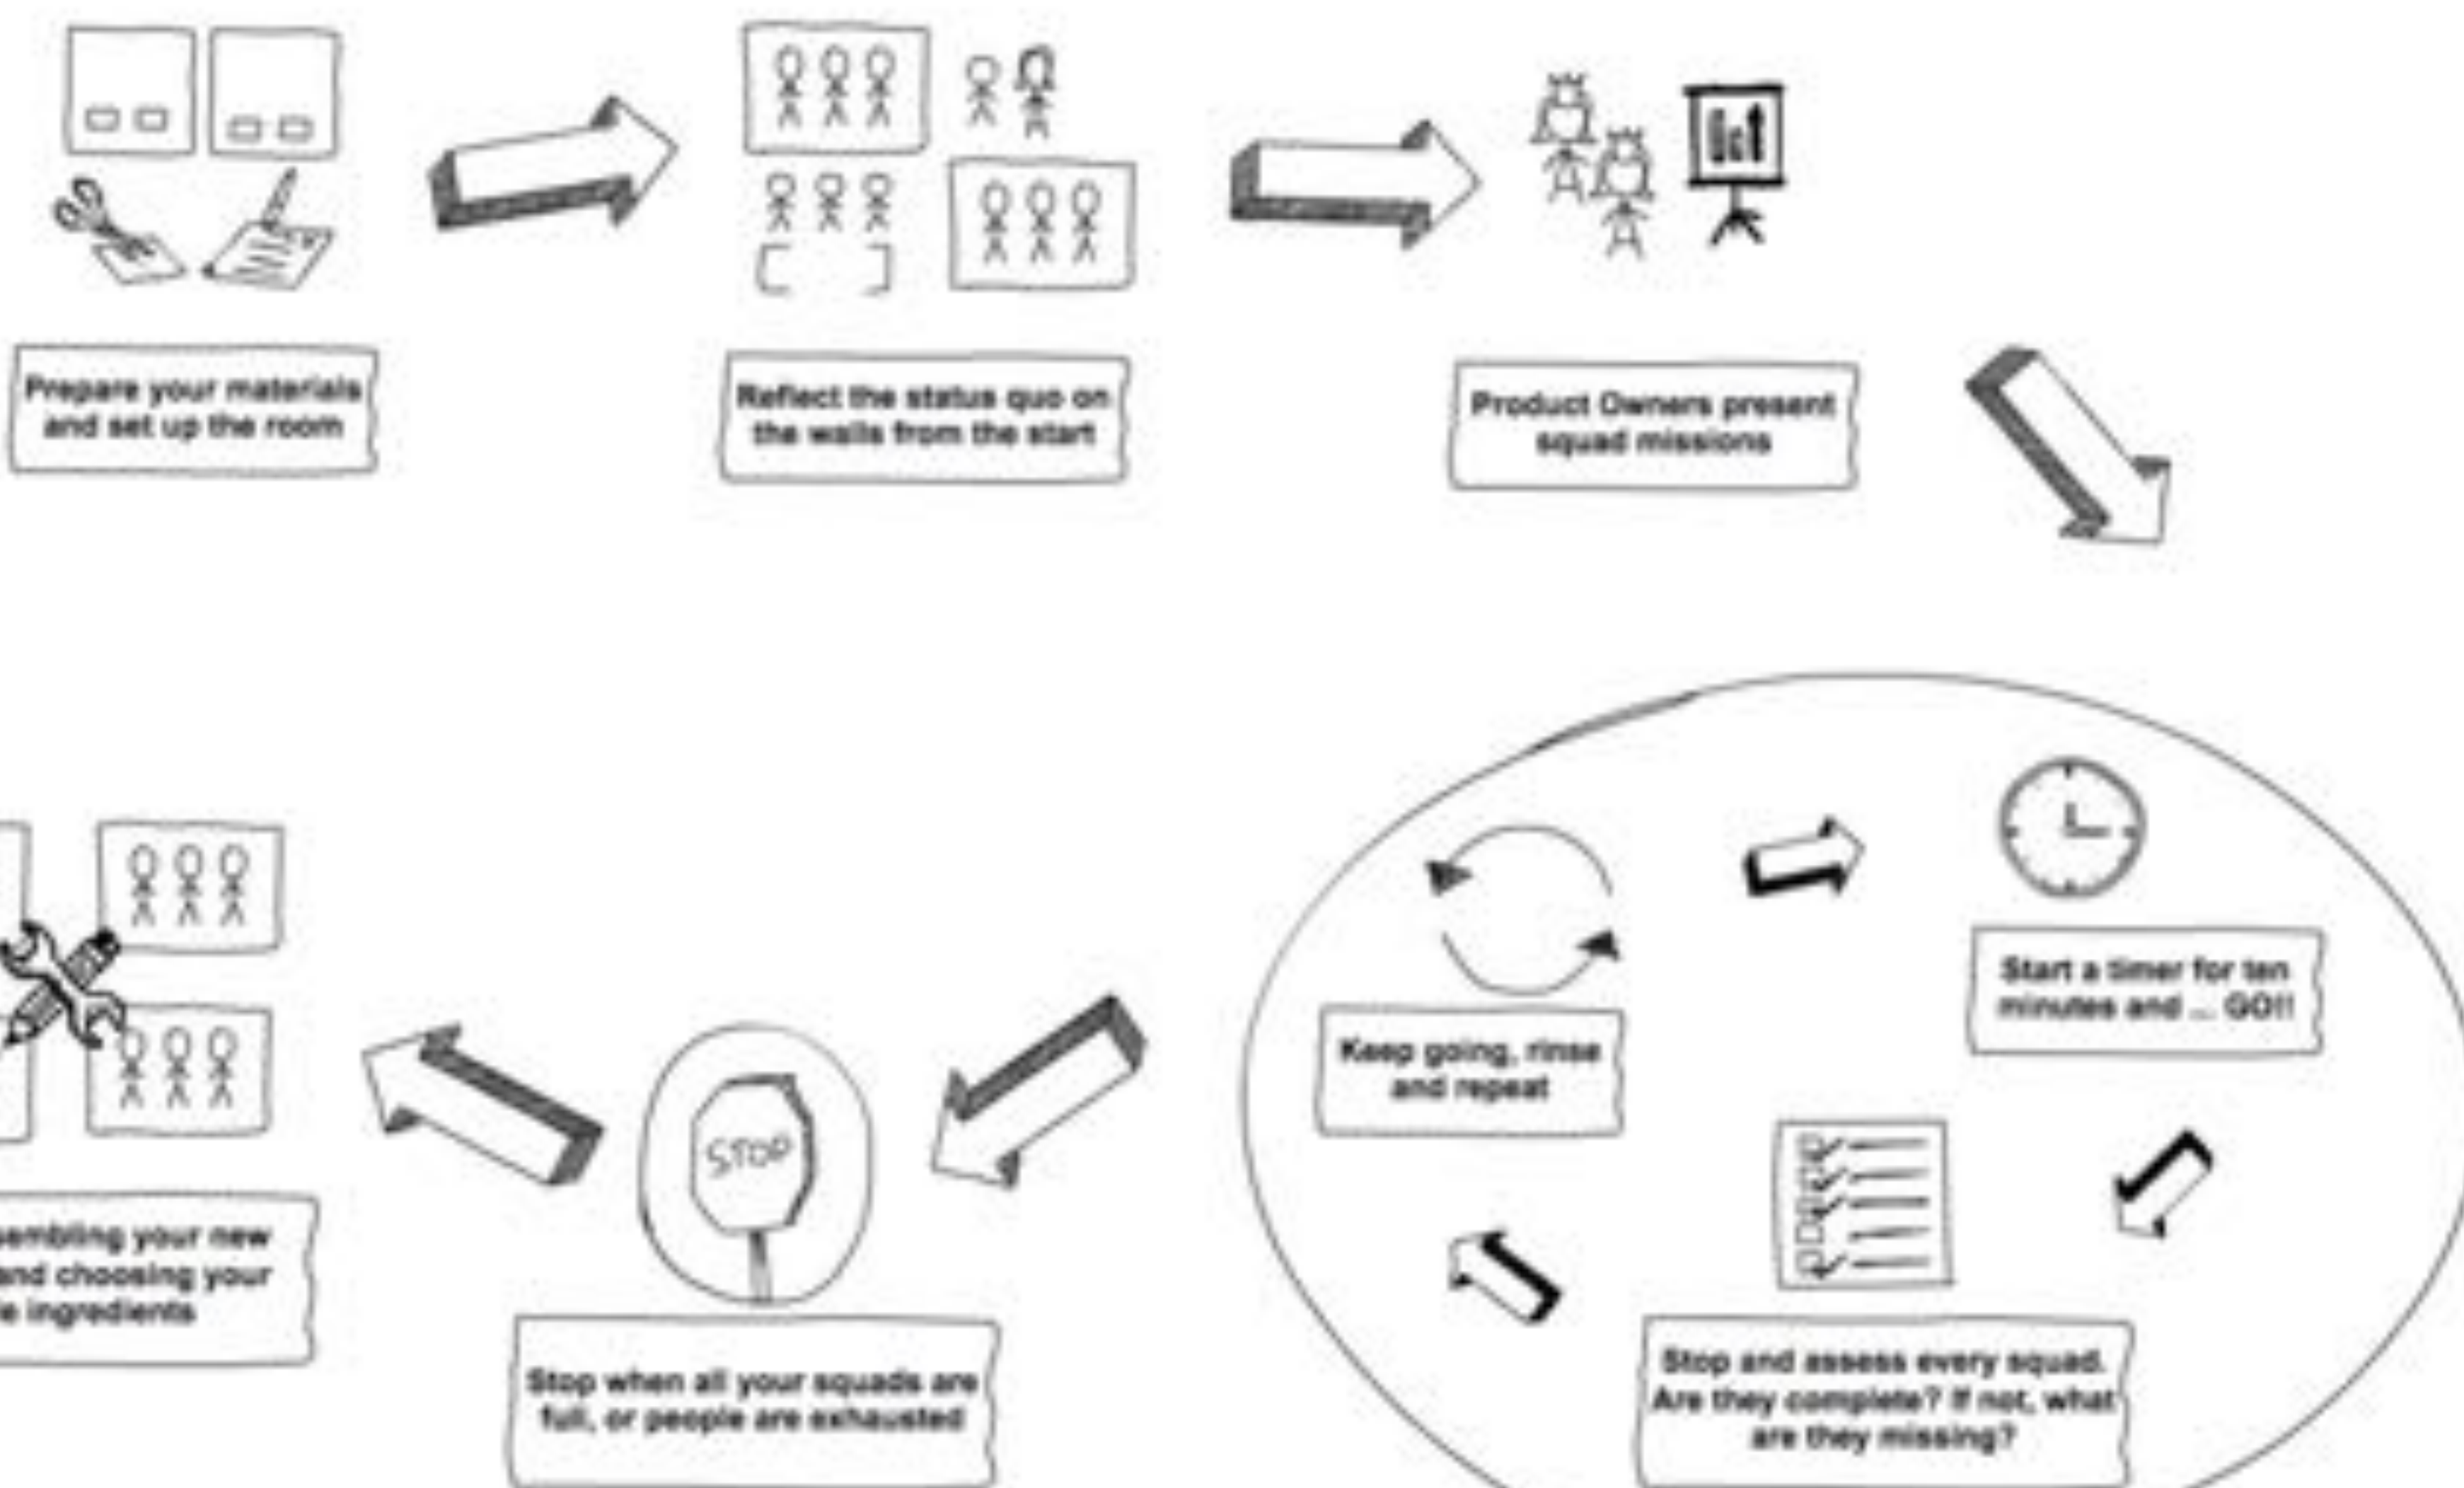 Prepare your materials
and set up the room
Reflect the status quo on
the walls from the start
Product Owners present
squad missions
Start a timer for ten
minutes and ... GO!!
Keep going, rinse
and repeat
Stop and assess every squad.
Are they complete? If not, what
are they missing?
STOP
Stop when all your squads are
full, or people are exhausted
sembling your new
and choosing your
ingredients